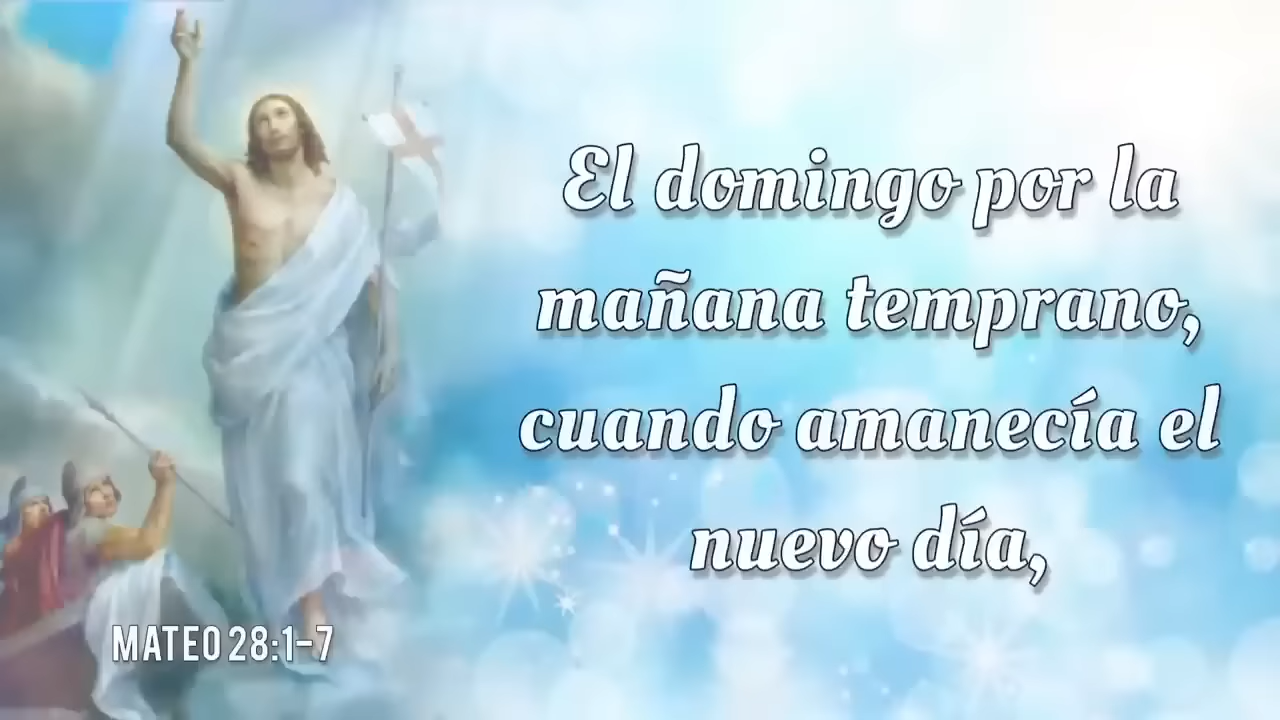 El domingo por la
mañana temprano,
cuando amanecía el
nuevo día,
MATEO 28:1-7